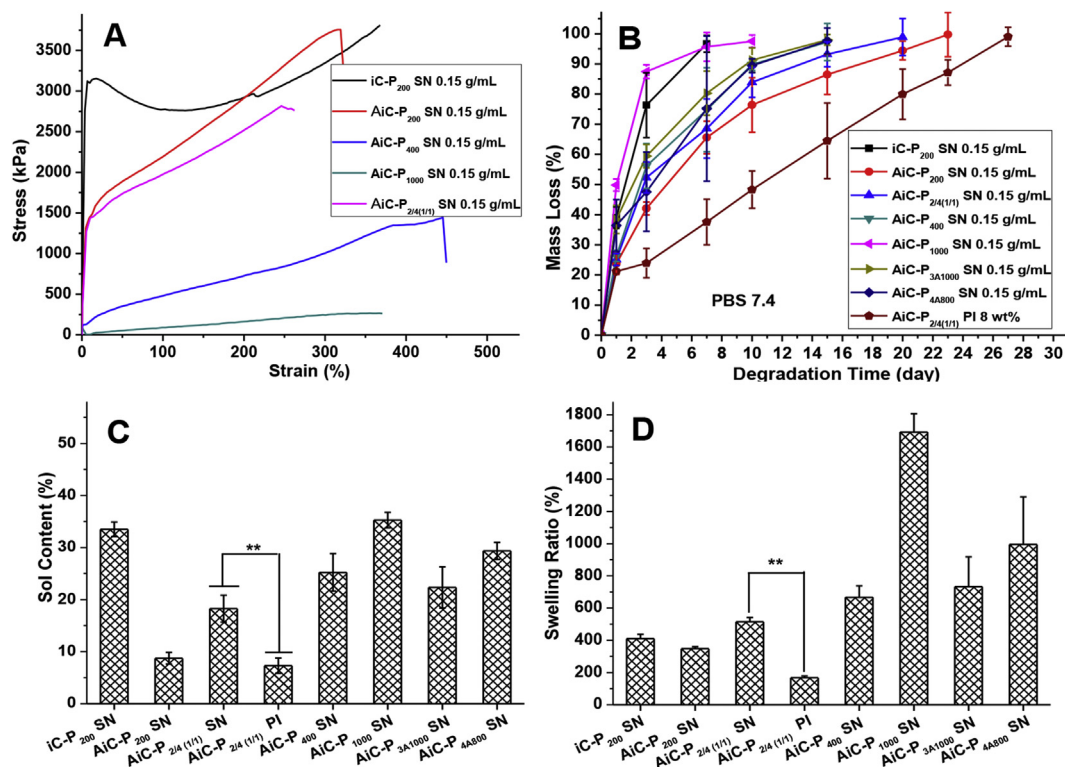 A
3750
3250
2750
2250
1750
1250
750
250
0
Stress (kPa)
0 100 200 300 400 500
Strain (%)
iC-P200 SN 0.15 g/mL
AiC-P200 SN 0.15 g/mL
AiC-P400 SN 0.15 g/mL
AiC-P1000 SN 0.15 g/mL
AiC-P2/4(1/1) SN 0.15 g/mL
B
120
110
100
90
80
70
60
50
40
30
20
10
0
Mass Loss (%)
0 2 4 6 8 10 12 14 16 18 20 22 24 26 28 30
Degradation Time (day)
PBS 7.4
iC-P200 SN 0.15 g/mL
AiC-P200 SN 0.15 g/mL
AiC-P2/4(1/1) SN 0.15 g/mL
AiC-P400 SN 0.15 g/mL
AiC-P1000 SN 0.15 g/mL
AiC-P3A1000 SN 0.15 g/mL
AiC-P4A800 SN 0.15 g/mL
AiC-P2/4(1/1) PI 8 wt%
C
50
40
30
20
10
0
Sol Content (%)
**
iC-P200 SN
AiC-P200 SN
AiC-P2/4 (1/1) SN
AiC-P2/4 (1/1) PI
AiC-P400 SN
AiC-P1000 SN
AiC-P3A1000 SN
AiC-P4A800 SN
D
1800
1600
1400
1200
1000
800
600
400
200
0
Swelling Ratio (%)
**
iC-P200 SN
AiC-P200 SN
AiC-P2/4 (1/1) SN
AiC-P2/4 (1/1) PI
AiC-P400 SN
AiC-P1000 SN
AiC-P3A1000 SN
AiC-P4A800 SN